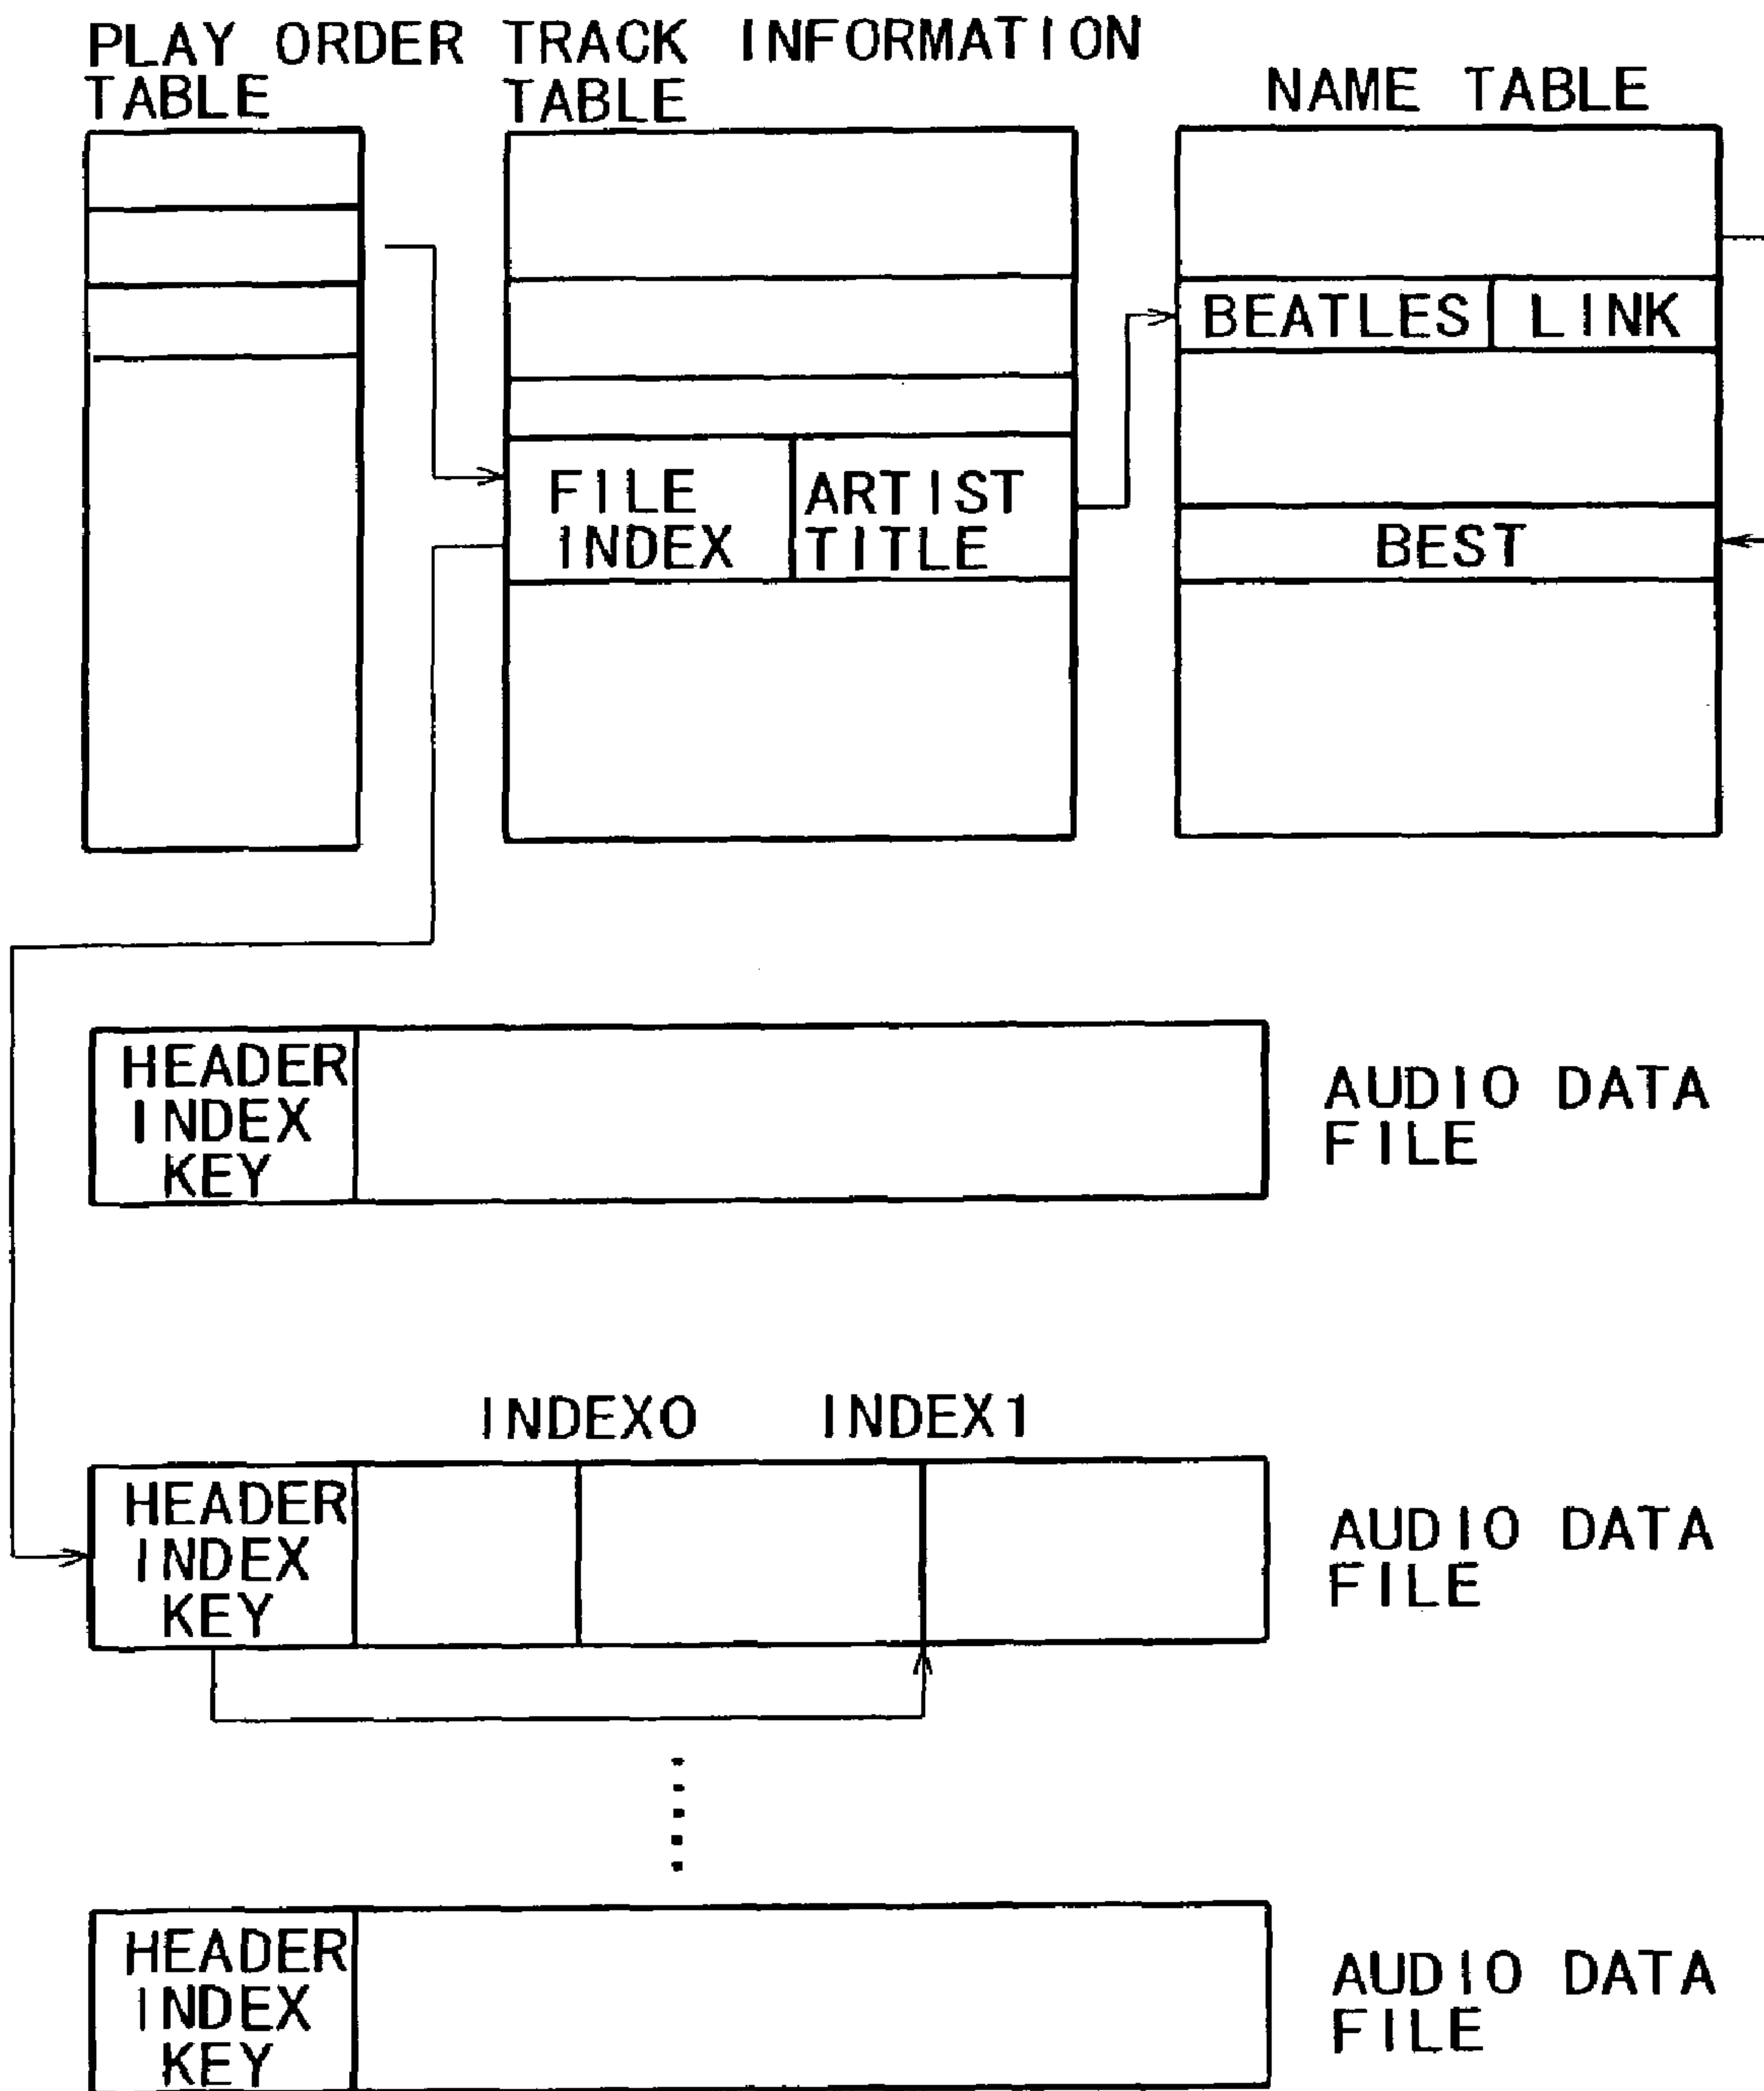 PLAY ORDER
TABLE
TRACK INFORMATION
TABLE
NAME TABLE
BEATLES LINK
FILE
INDEX
ARTIST
TITLE
BEST
HEADER
INDEX
KEY
AUDIO DATA
FILE
INDEX0 INDEX1
HEADER
INDEX
KEY
AUDIO DATA
FILE
HEADER
INDEX
KEY
AUDIO DATA
FILE